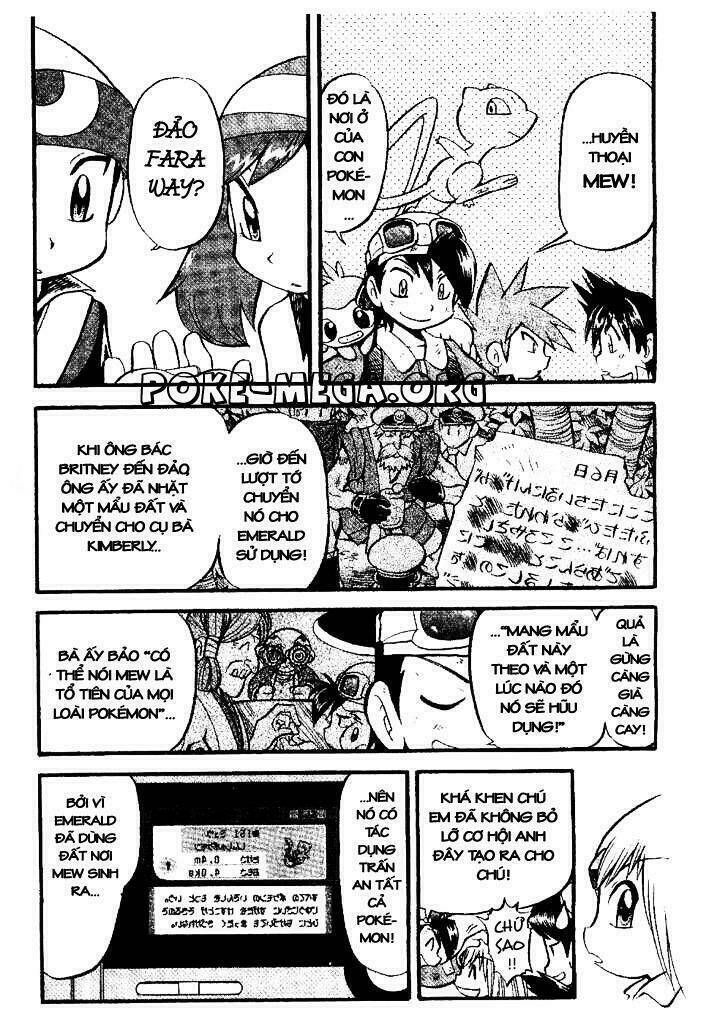 ĐẢO
FARA
WAY?
ĐÓ LÀ
NƠI Ở
CỦA
CON
POKÉ-
MON
...
...HUYỀN
THOẠI
MEW!
POKE-MEGA.ORG
KHI ÔNG BÁC
BRITNEY ĐẾN ĐẢO,
ÔNG ẤY ĐÃ NHẶT
MỘT MẨU ĐẤT VÀ
CHUYỂN CHO CỤ BÀ
KIMBERLY...
...GIỜ ĐẾN
LƯỢT TỚ
CHUYỂN
NÓ CHO
EMERALD
SỬ DỤNG!
BÀ ẤY BẢO "CÓ
THỂ NÓI MEW LÀ
TỔ TIÊN CỦA MỌI
LOÀI POKÉMON"...
..."MANG MẨU
ĐẤT NÀY
THEO VÀ MỘT
LÚC NÀO ĐÓ
NÓ SẼ HỮU
DỤNG!"
QUẢ
LÀ
GỪNG
CÀNG
GIÀ
CÀNG
CAY!
BỞI VÌ
EMERALD
ĐÃ DÙNG
ĐẤT NƠI
MEW SINH
RA...
...NÊN
NÓ CÓ
TÁC
DỤNG
TRẤN
AN TẤT
CẢ
POKÉ-
MON!
KHÁ KHEN CHÚ
EM ĐÃ KHÔNG BỎ
LỠ CƠ HỘI ANH
ĐÂY TẠO RA CHO
CHÚ!
CHỨ
SAO
!!